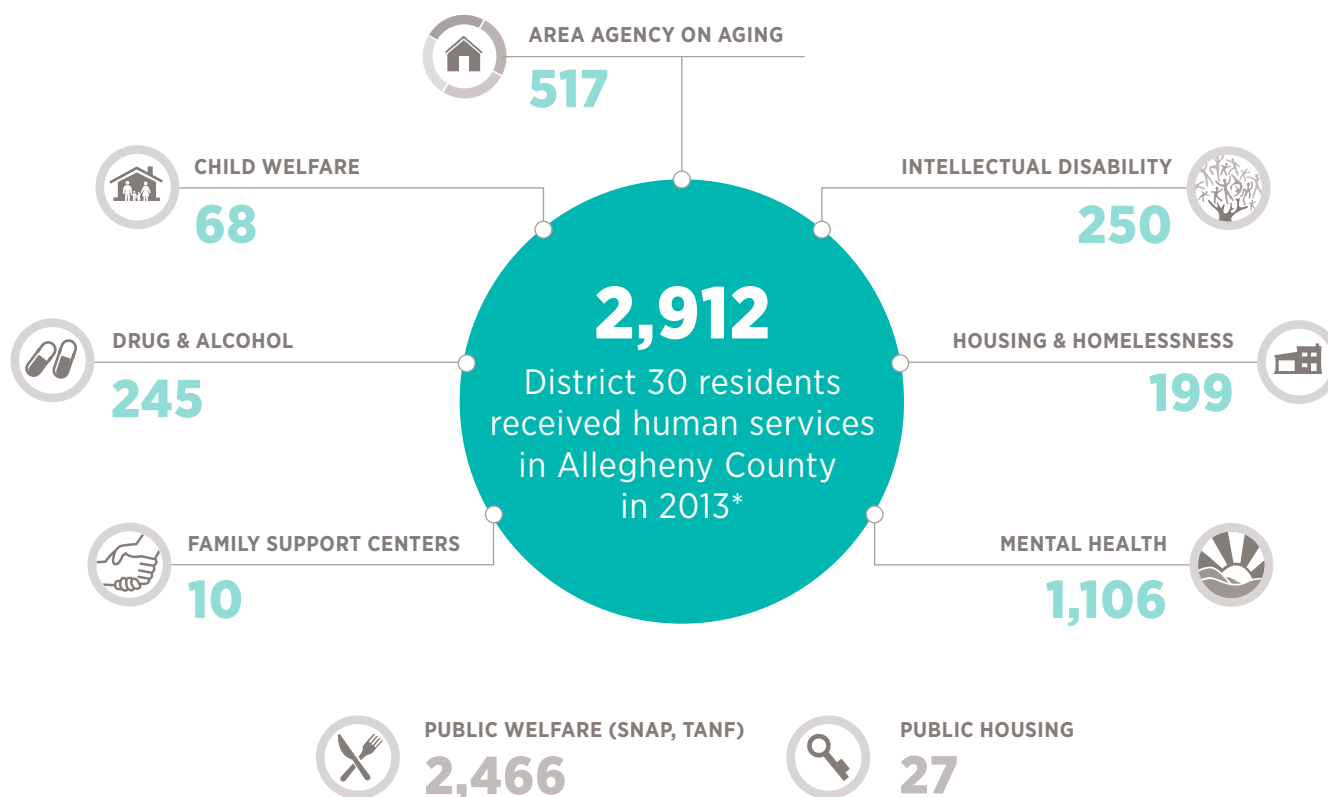 AREA AGENCY ON AGING
517
CHILD WELFARE
68
INTELLECTUAL DISABILITY
250
2,912
District 30 residents
received human services
in Allegheny County
in 2013*
DRUG & ALCOHOL
245
HOUSING & HOMELESSNESS
199
FAMILY SUPPORT CENTERS
10
MENTAL HEALTH
1,106
PUBLIC WELFARE (SNAP, TANF)
2,466
PUBLIC HOUSING
27